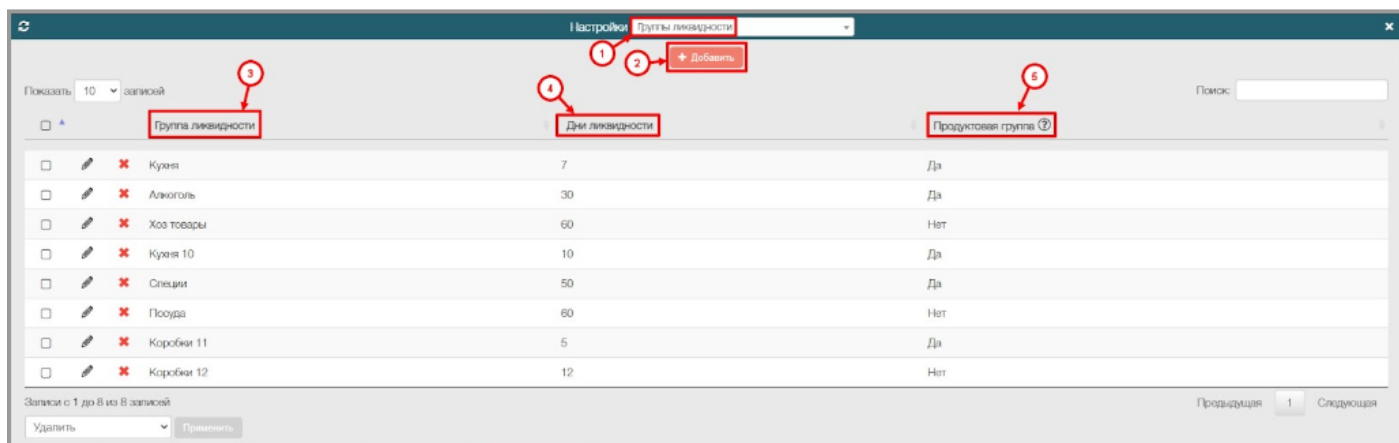 Настройки Группы ликвидности
1
2
+ Добавить
3
4
5
Показать 10 записей
Поиск:
Группа ликвидности Дни ликвидности Продуктовая группа ?
Кухня 7 Да
Алкоголь 30 Да
Хоз товары 60 Нет
Кухня 10 10 Да
Специи 50 Да
Посуда 60 Нет
Коробки 11 5 Да
Коробки 12 12 Нет
Записи с 1 до 8 из 8 записей
Предыдущая 1 Следующая
Удалить Применить